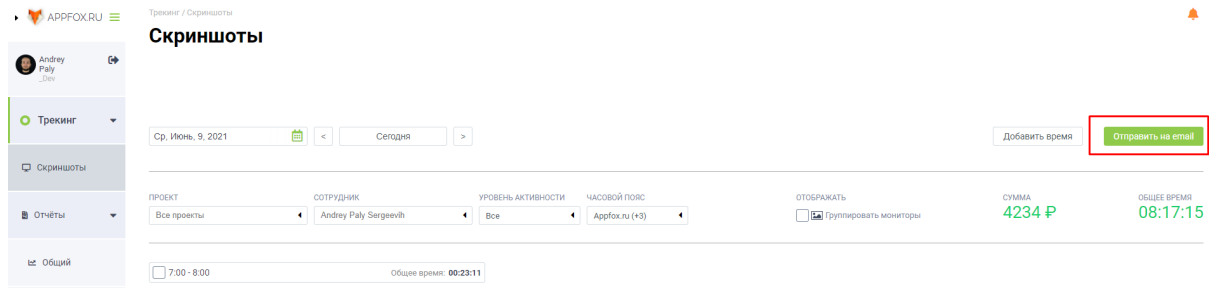 APPFOX.RU
Andrey
Paly
_Dev
Трекинг
Скриншоты
Отчёты
Общий
Трекинг / Скриншоты
Скриншоты
Ср, Июнь, 9, 2021
<
Сегодня
>
Добавить время
Отправить на email
ПРОЕКТ
Все проекты
СОТРУДНИК
Andrey Paly Sergeevih
УРОВЕНЬ АКТИВНОСТИ
Все
ЧАСОВОЙ ПОЯС
Appfox.ru (+3)
ОТОБРАЖАТЬ
Группировать мониторы
СУММА
4234 ₽
ОБЩЕЕ ВРЕМЯ
08:17:15
7:00 - 8:00
Общее время: 00:23:11